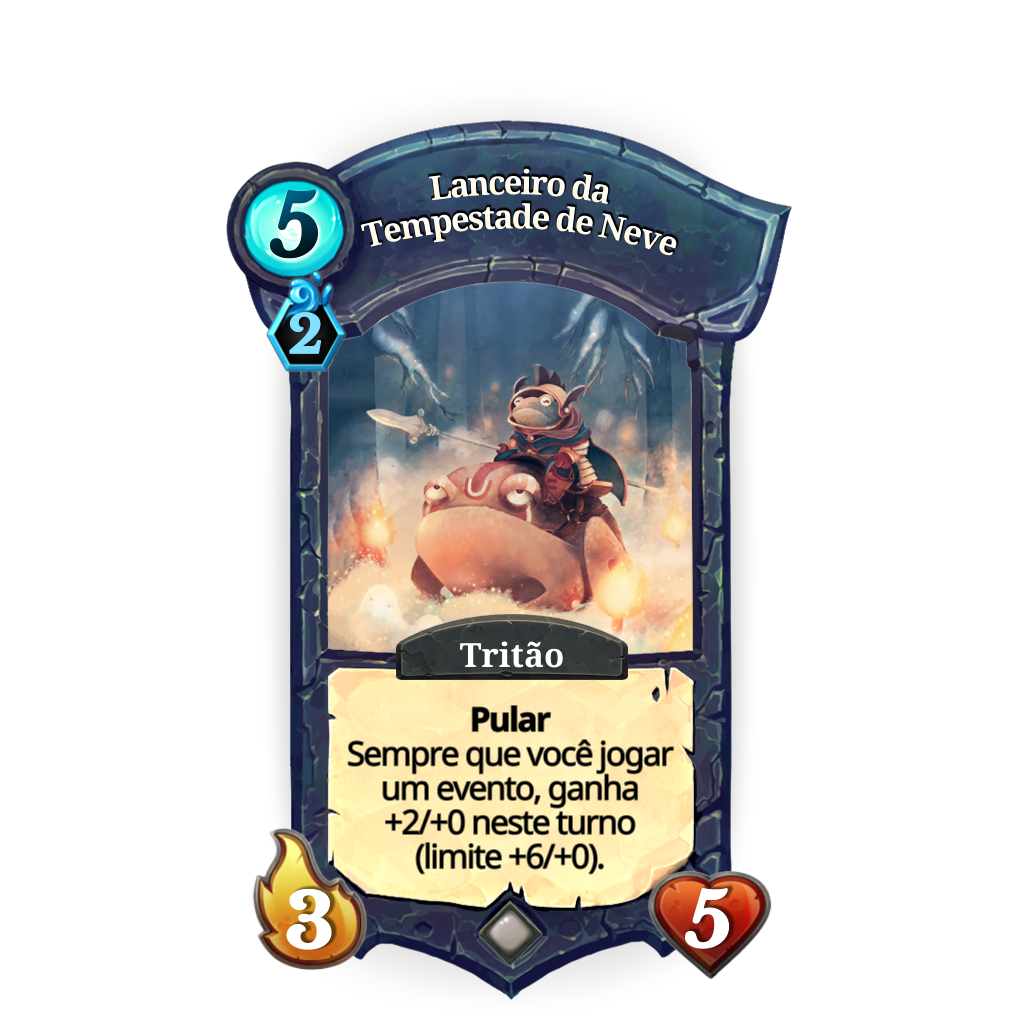 5
Lanceiro da
Tempestade de Neve
2
Tritão
Pular
Sempre que você jogar
um evento, ganha
+2/+0 neste turno
(limite +6/+0).
3
5